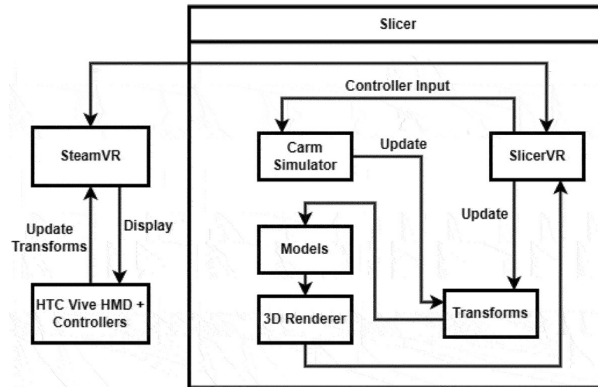 Slicer
Controller Input
SteamVR
Carm
Simulator
Update
SlicerVR
Update
Transforms
Display
Update
Models
HTC Vive HMD +
Controllers
3D Renderer
Transforms